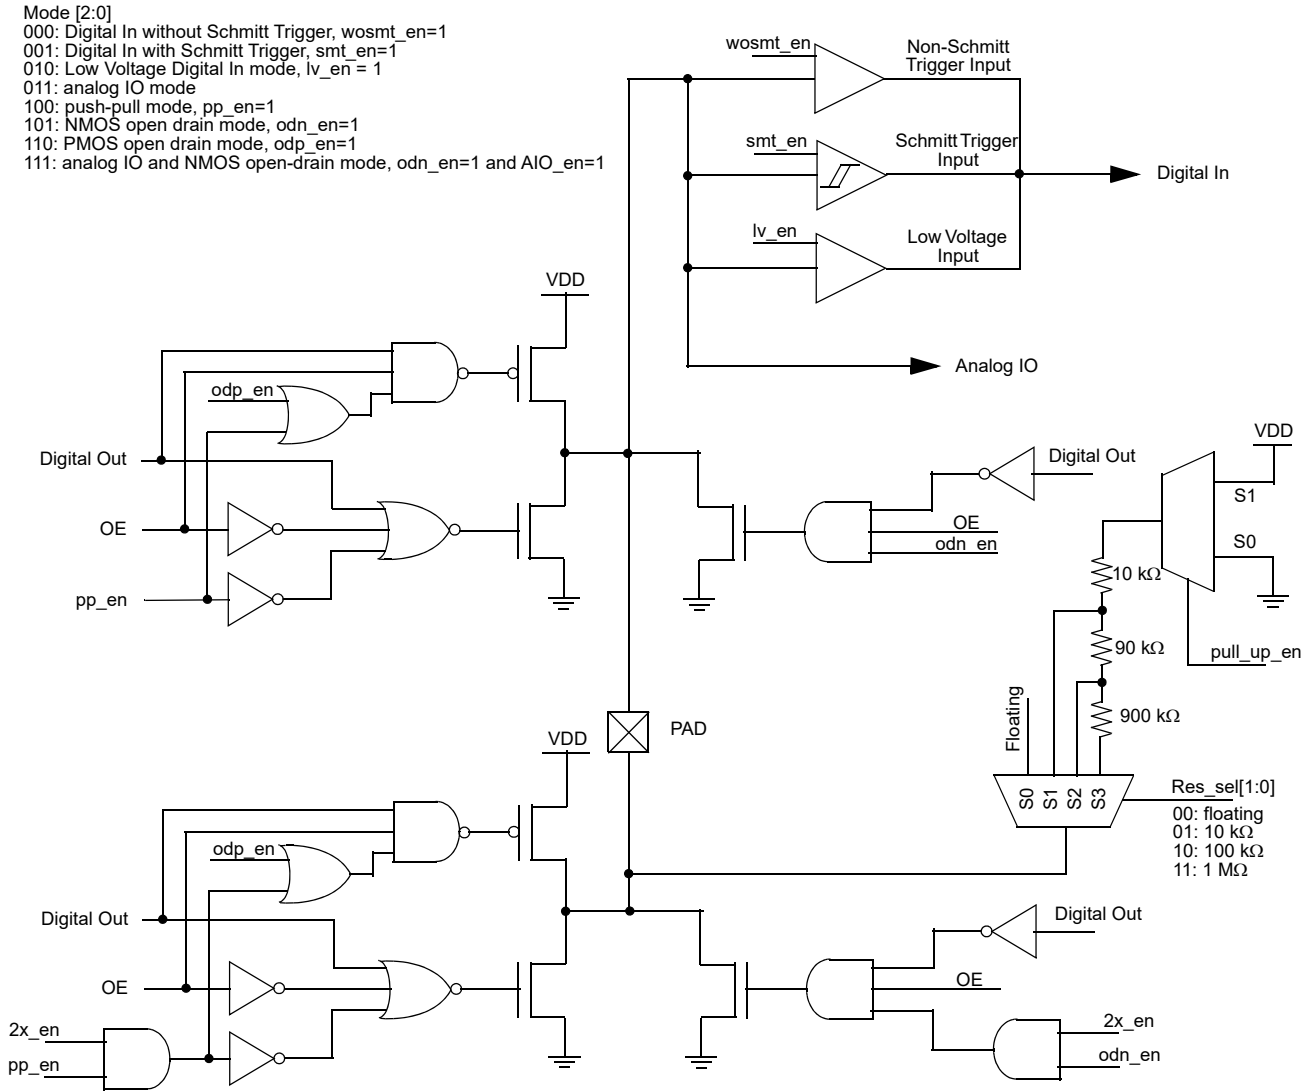 Mode [2:0]
000: Digital In without Schmitt Trigger, wosmt_en=1
001: Digital In with Schmitt Trigger, smt_en=1
010: Low Voltage Digital In mode, lv_en = 1
011: analog IO mode
100: push-pull mode, pp_en=1
101: NMOS open drain mode, odn_en=1
110: PMOS open drain mode, odp_en=1
111: analog IO and NMOS open-drain mode, odn_en=1 and AIO_en=1
wosmt_en
Non-Schmitt
Trigger Input
smt_en
Schmitt Trigger
Input
Digital In
lv_en
Low Voltage
Input
Analog IO
VDD
odp_en
Digital Out
OE
pp_en
Digital Out
OE
odn_en
VDD
S1
S0
10 kΩ
90 kΩ
pull_up_en
900 kΩ
Floating
S0
S1
S2
S3
Res_sel[1:0]
00: floating
01: 10 kΩ
10: 100 kΩ
11: 1 MΩ
PAD
VDD
odp_en
Digital Out
OE
2x_en
pp_en
Digital Out
OE
2x_en
odn_en